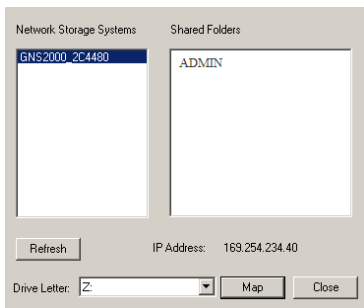 Network Storage Systems
Shared Folders
GNS2000_2C4480
ADMIN
Refresh
IP Address: 169.254.234.40
Drive Letter: Z:
Map
Close